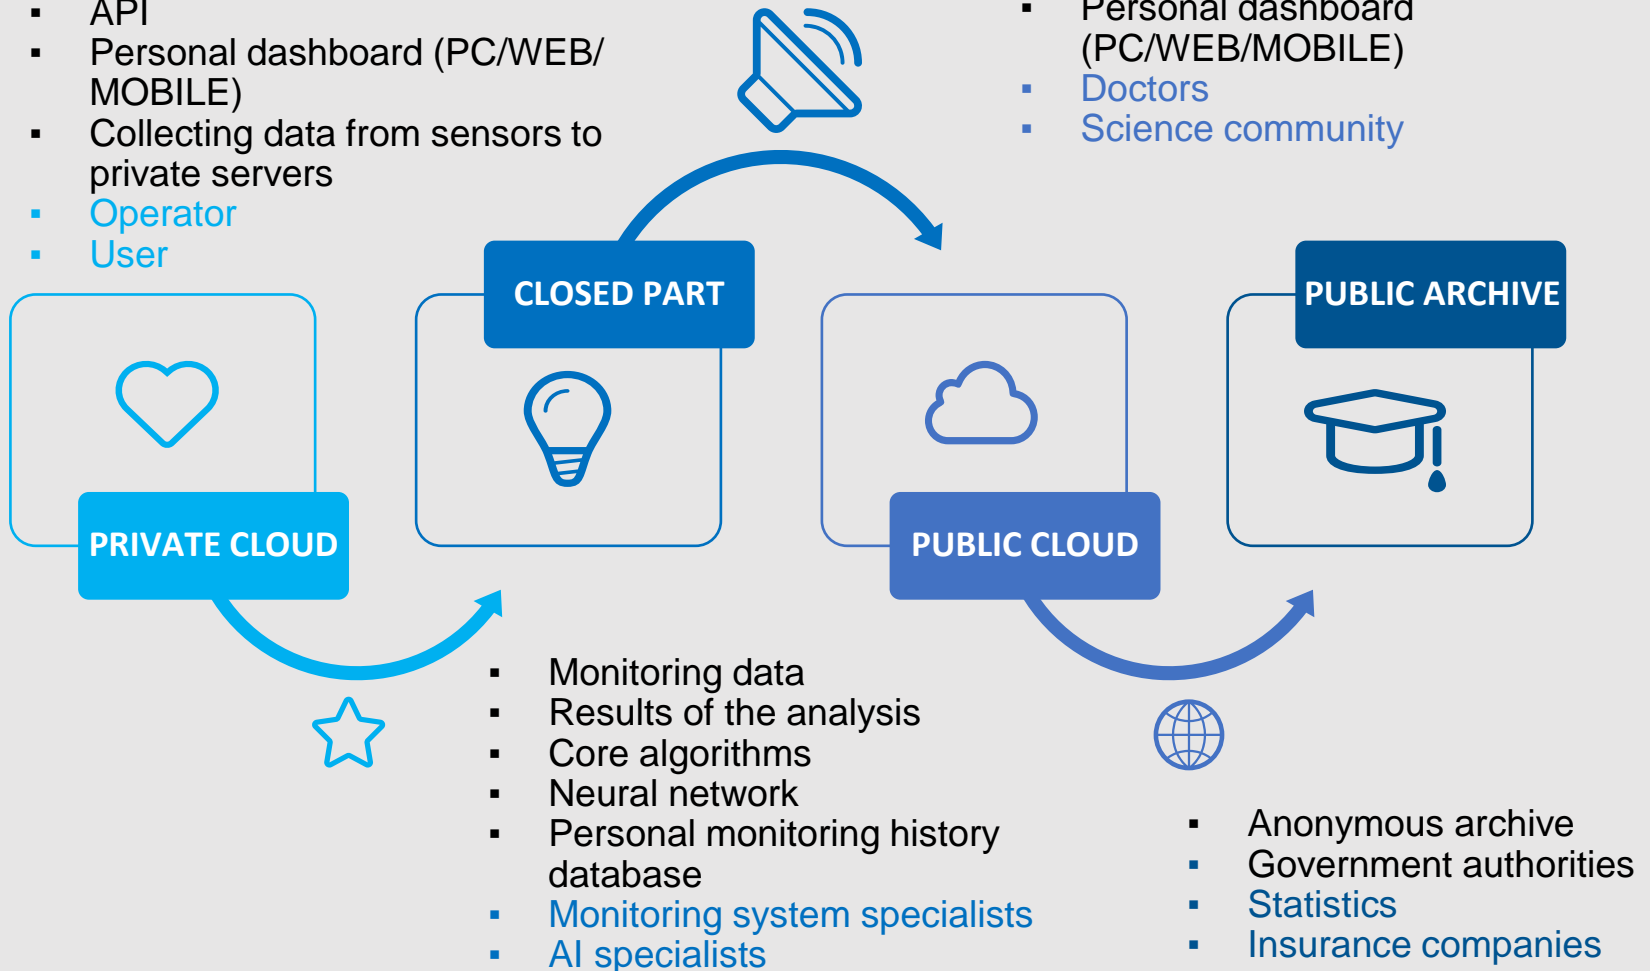 ▪ API
▪ Personal dashboard (PC/WEB/
MOBILE)
▪ Collecting data from sensors to
private servers
▪ Operator
▪ User
▪ Personal dashboard
(PC/WEB/MOBILE)
▪ Doctors
▪ Science community
CLOSED PART
PUBLIC ARCHIVE
PRIVATE CLOUD
PUBLIC CLOUD
▪ Monitoring data
▪ Results of the analysis
▪ Core algorithms
▪ Neural network
▪ Personal monitoring history
database
▪ Monitoring system specialists
▪ AI specialists
▪ Anonymous archive
▪ Government authorities
▪ Statistics
▪ Insurance companies